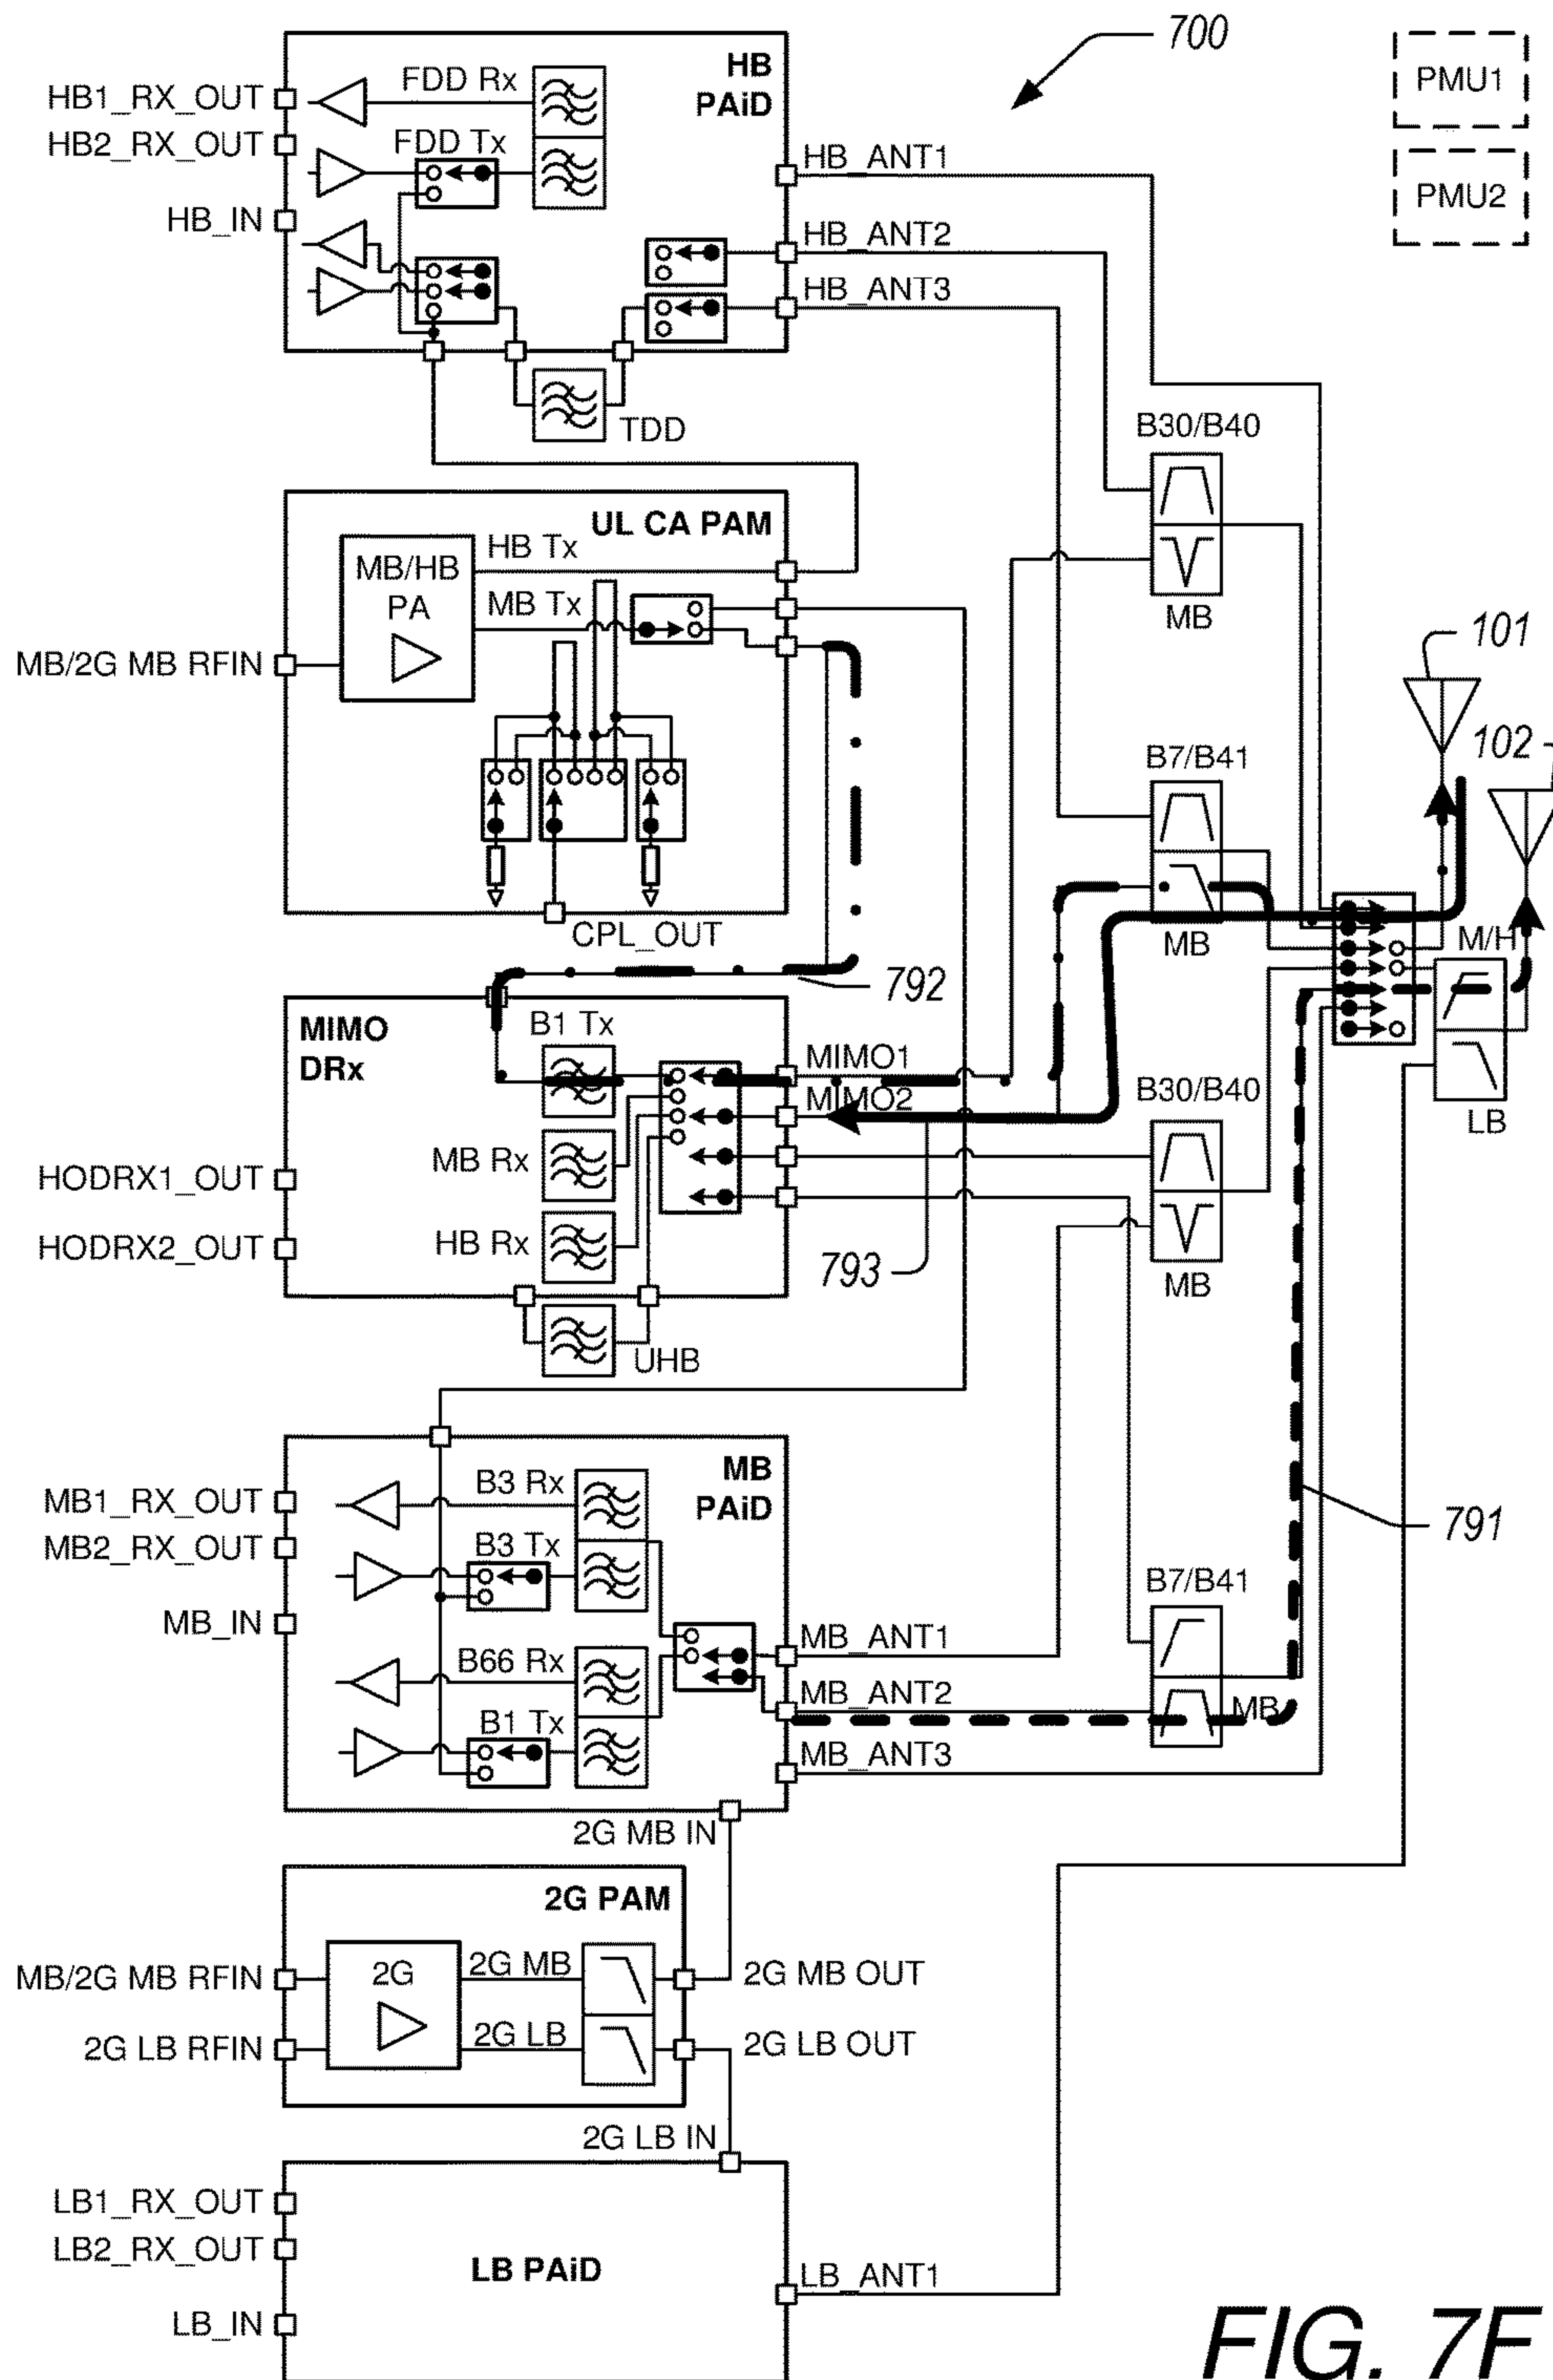 700
PMU1
PMU2
HB
PAiD
FDD Rx
FDD Tx
HB1_RX_OUT
HB2_RX_OUT
HB_IN
HB_ANT1
HB_ANT2
HB_ANT3
TDD
B30/B40
MB
UL CA PAM
MB/HB
PA
HB Tx
MB Tx
MB/2G MB RFIN
CPL_OUT
101
102
B7/B41
MB
M/H
LB
792
MIMO
DRx
B1 Tx
MB Rx
HB Rx
UHB
MIMO1
MIMO2
HODRX1_OUT
HODRX2_OUT
793
B30/B40
MB
MB
PAiD
B3 Rx
B3 Tx
B66 Rx
B1 Tx
MB1_RX_OUT
MB2_RX_OUT
MB_IN
MB_ANT1
MB_ANT2
MB_ANT3
B7/B41
MB
791
2G MB IN
2G PAM
2G
2G MB
2G LB
MB/2G MB RFIN
2G LB RFIN
2G MB OUT
2G LB OUT
2G LB IN
LB1_RX_OUT
LB2_RX_OUT
LB_IN
LB PAiD
LB_ANT1
FIG. 7F